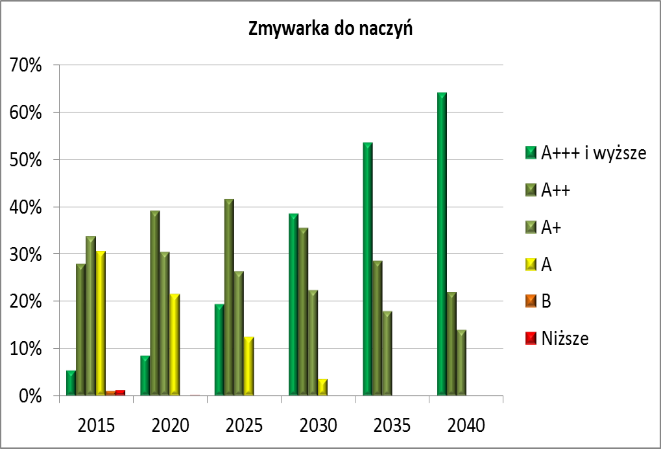 Zmywarka do naczyń
70%
60%
50%
40%
30%
20%
10%
0%
2015 2020 2025 2030 2035 2040
A+++ i wyższe
A++
A+
A
B
Niższe